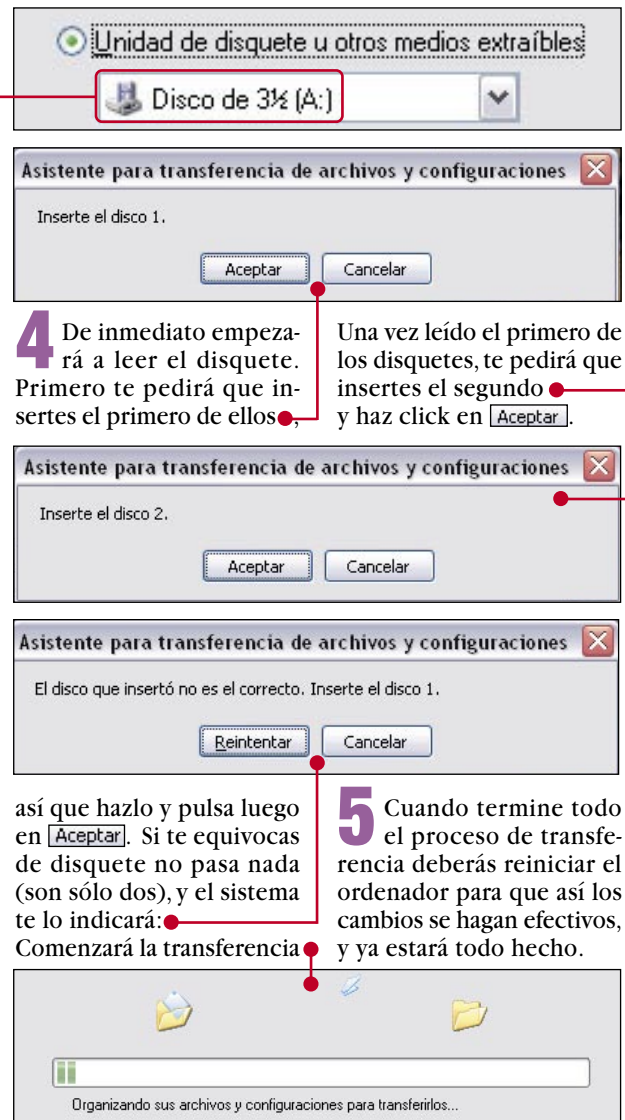 Unidad de disquete u otros medios extraíbles
Disco de 3½ (A:)
Asistente para transferencia de archivos y configuraciones
Inserte el disco 1.
Aceptar Cancelar
4 De inmediato empeza-
rá a leer el disquete.
Primero te pedirá que in-
sertes el primero de ellos,
Una vez leído el primero de
los disquetes, te pedirá que
insertes el segundo
y haz click en Aceptar.
Asistente para transferencia de archivos y configuraciones
Inserte el disco 2.
Aceptar Cancelar
Asistente para transferencia de archivos y configuraciones
El disco que insertó no es el correcto. Inserte el disco 1.
Reintentar Cancelar
así que hazlo y pulsa luego
en Aceptar. Si te equivocas
de disquete no pasa nada
(son sólo dos), y el sistema
te lo indicará:
Comenzará la transferencia
5 Cuando termine todo
el proceso de transfe-
rencia deberás reiniciar el
ordenador para que así los
cambios se hagan efectivos,
y ya estará todo hecho.
Organizando sus archivos y configuraciones para transferirlos...